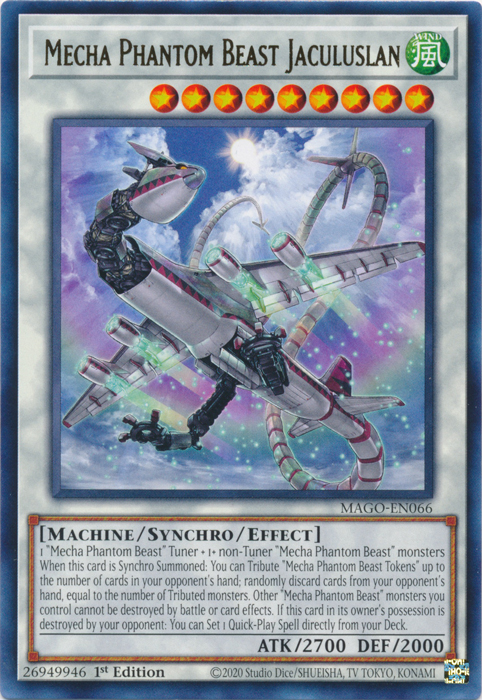 MECHA PHANTOM BEAST JACULUSLAN
WIND
風
MAGO-EN066
[MACHINE/SYNCHRO/EFFECT]
1 "Mecha Phantom Beast" Tuner + 1+ non-Tuner "Mecha Phantom Beast" monsters
When this card is Synchro Summoned: You can Tribute "Mecha Phantom Beast Tokens" up to
the number of cards in your opponent's hand; randomly discard cards from your opponent's
hand, equal to the number of Tributed monsters. Other "Mecha Phantom Beast" monsters you
control cannot be destroyed by battle or card effects. If this card in its owner's possession is
destroyed by your opponent: You can Set 1 Quick-Play Spell directly from your Deck.
ATK/2700 DEF/2000
26949946 1st Edition ©2020 Studio Dice/SHUEISHA, TV TOKYO, KONAMI